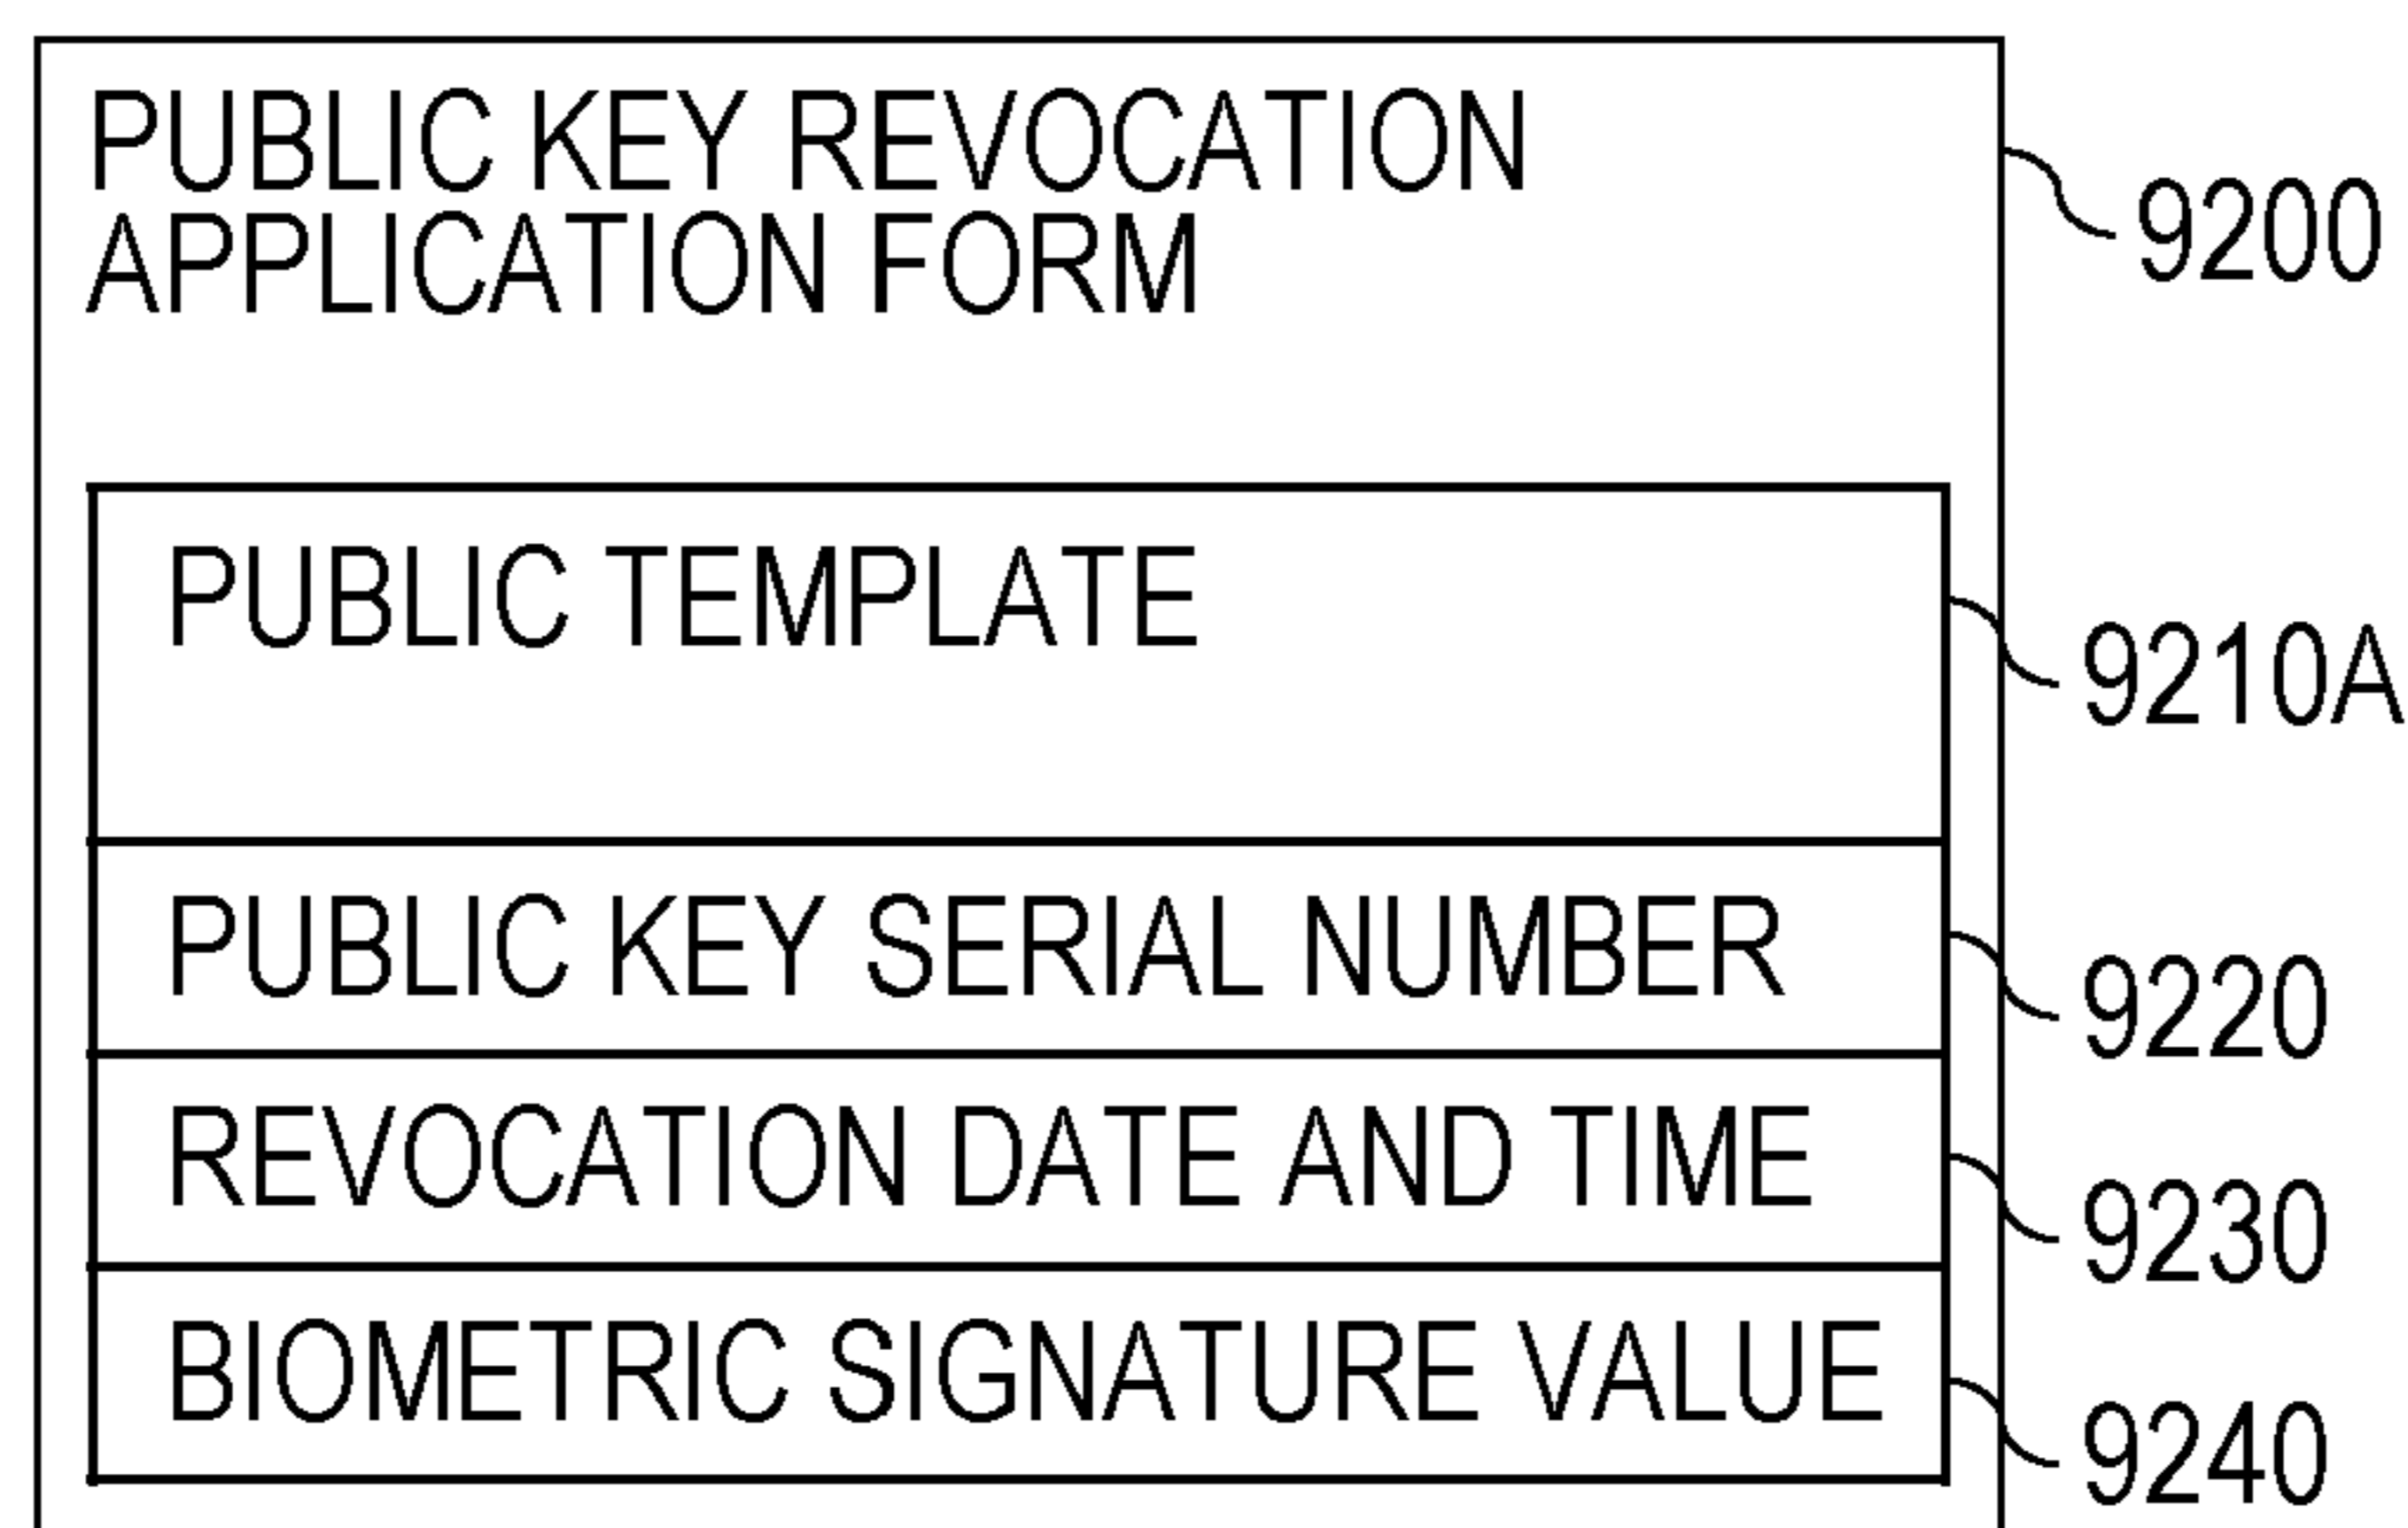 PUBLIC KEY REVOCATION
APPLICATION FORM
9200
PUBLIC TEMPLATE
9210A
PUBLIC KEY SERIAL NUMBER
9220
REVOCATION DATE AND TIME
9230
BIOMETRIC SIGNATURE VALUE
9240